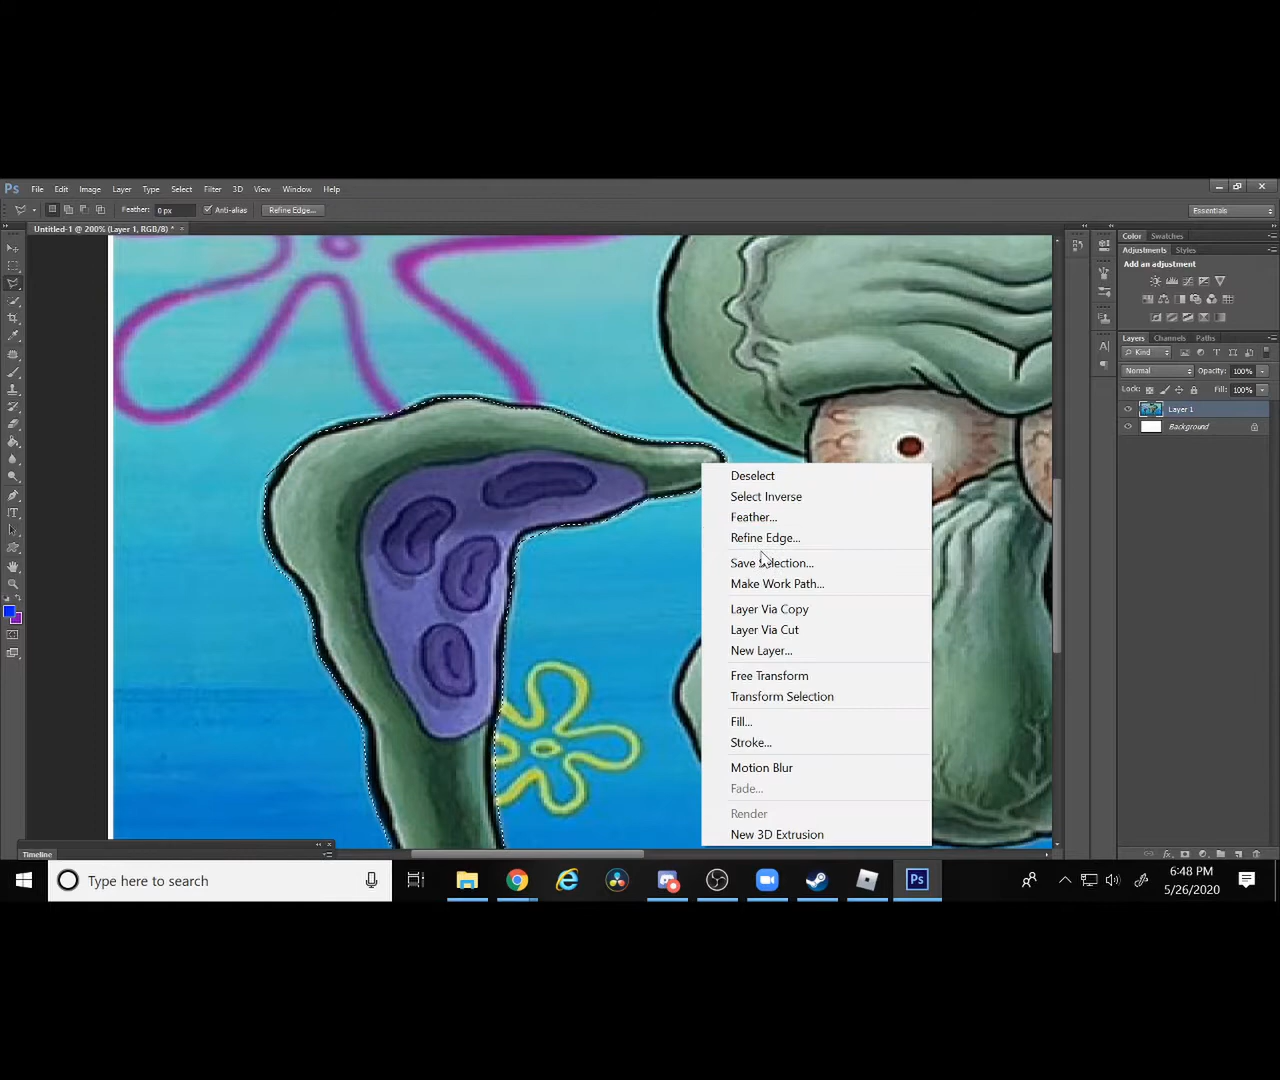 Ps File Edit Image Layer Type Select Filter 3D View Window Help
Feather: 0 px Anti-alias Refine Edge... Essentials
Untitled-1 @ 200% (Layer 1, RGB/8) * ×
Color Swatches
Adjustments Styles
Add an adjustment
Layers Channels Paths
Kind
Normal Opacity: 100%
Lock: Fill: 100%
Layer 1
Background
Deselect
Select Inverse
Feather...
Refine Edge...
Save Selection...
Make Work Path...
Layer Via Copy
Layer Via Cut
New Layer...
Free Transform
Transform Selection
Fill...
Stroke...
Motion Blur
Fade...
Render
New 3D Extrusion
Timeline
Type here to search
Ps
6:48 PM
5/26/2020